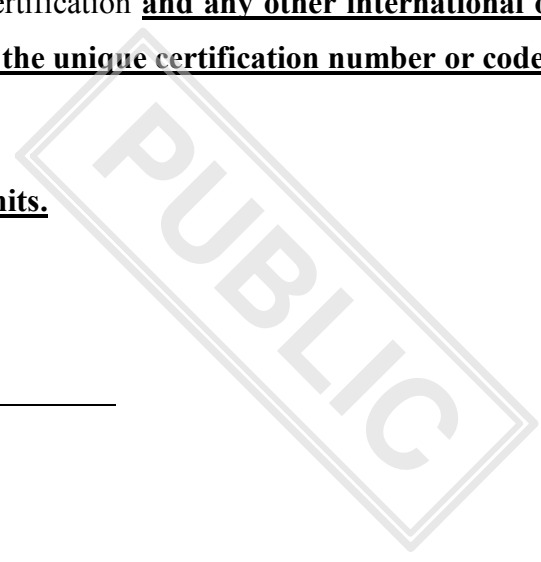 ertification and any other international
the unique certification number or code
nits.
PUBLIC